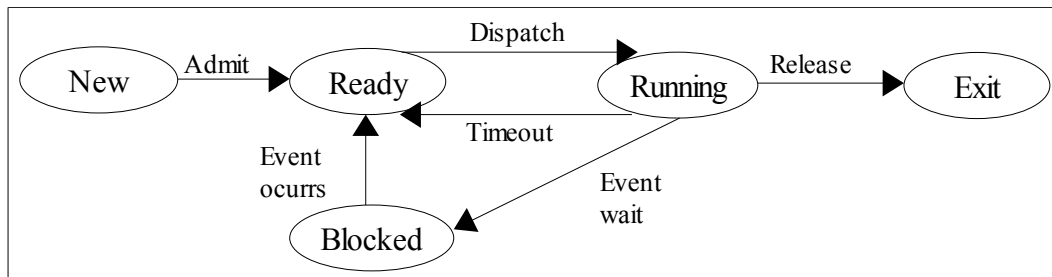 Dispatch
New
Admit
Ready
Running
Release
Exit
Timeout
Event
ocurrs
Event
wait
Blocked